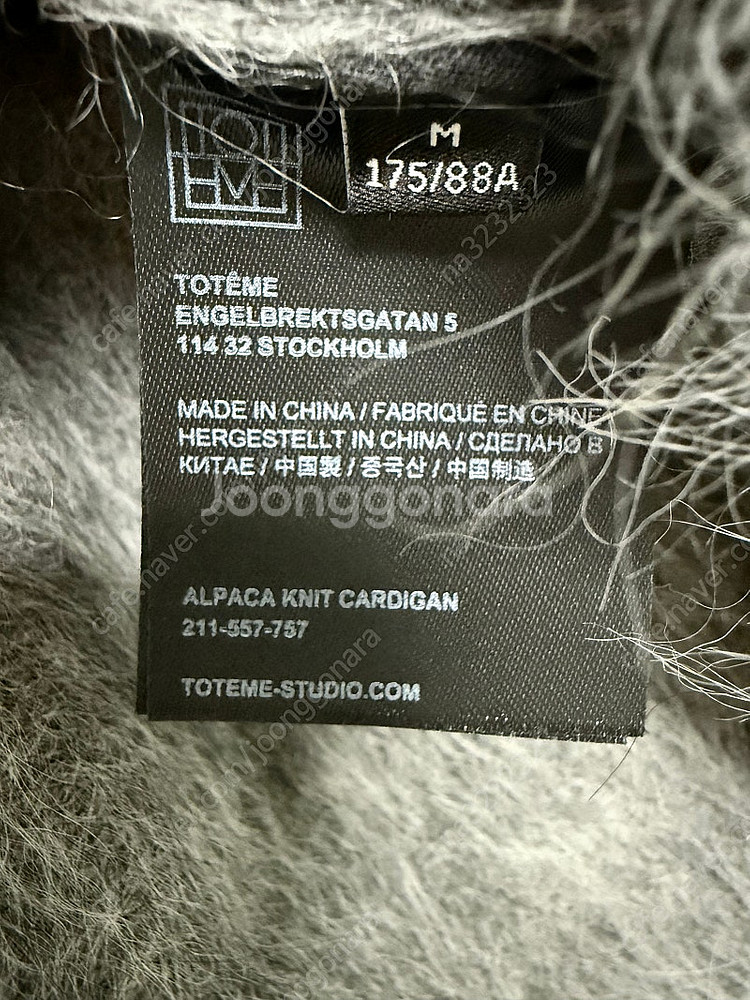 TOTÊME
M
175/88A
TOTÊME
ENGELBREKTSGATAN 5
114 32 STOCKHOLM
MADE IN CHINA / FABRIQUÉ EN CHINE
HERGESTELLT IN CHINA / СДЕЛАНО В
КИТАЕ / 中国製 / 중국산 / 中国制造
Joonggonara
ALPACA KNIT CARDIGAN
211-557-757
TOTEME-STUDIO.COM